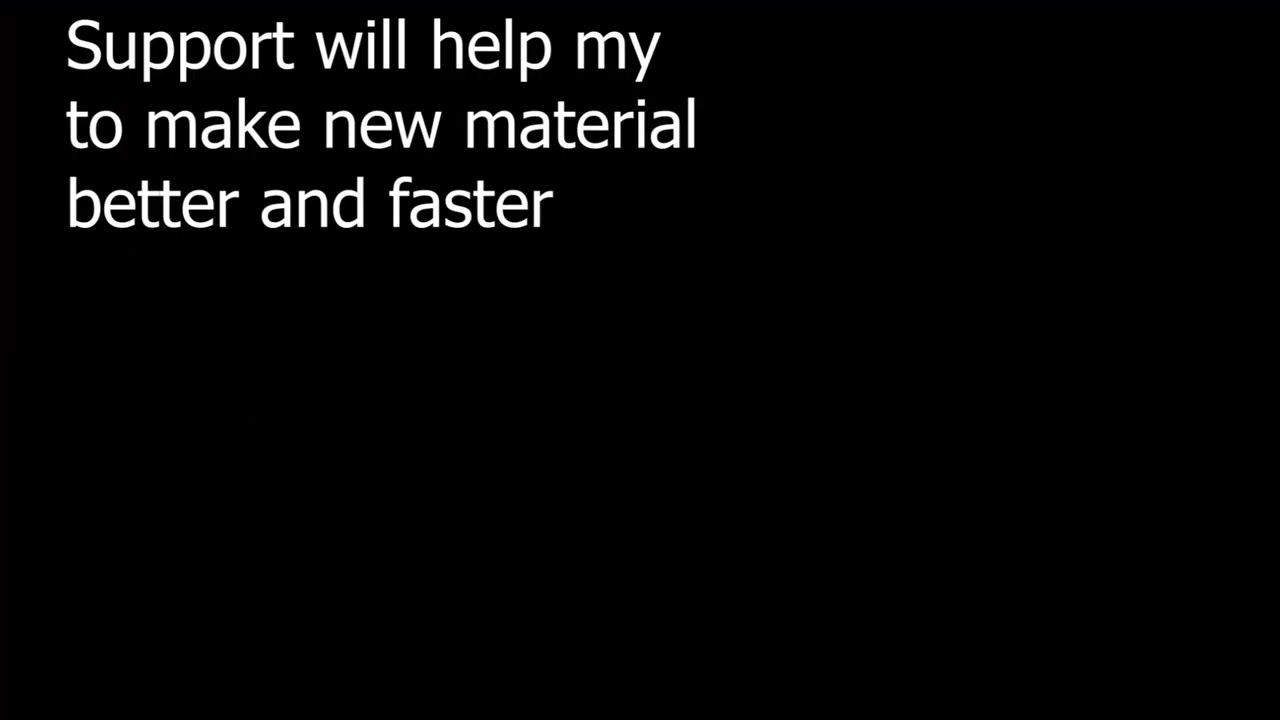 Support will help my
to make new material
better and faster